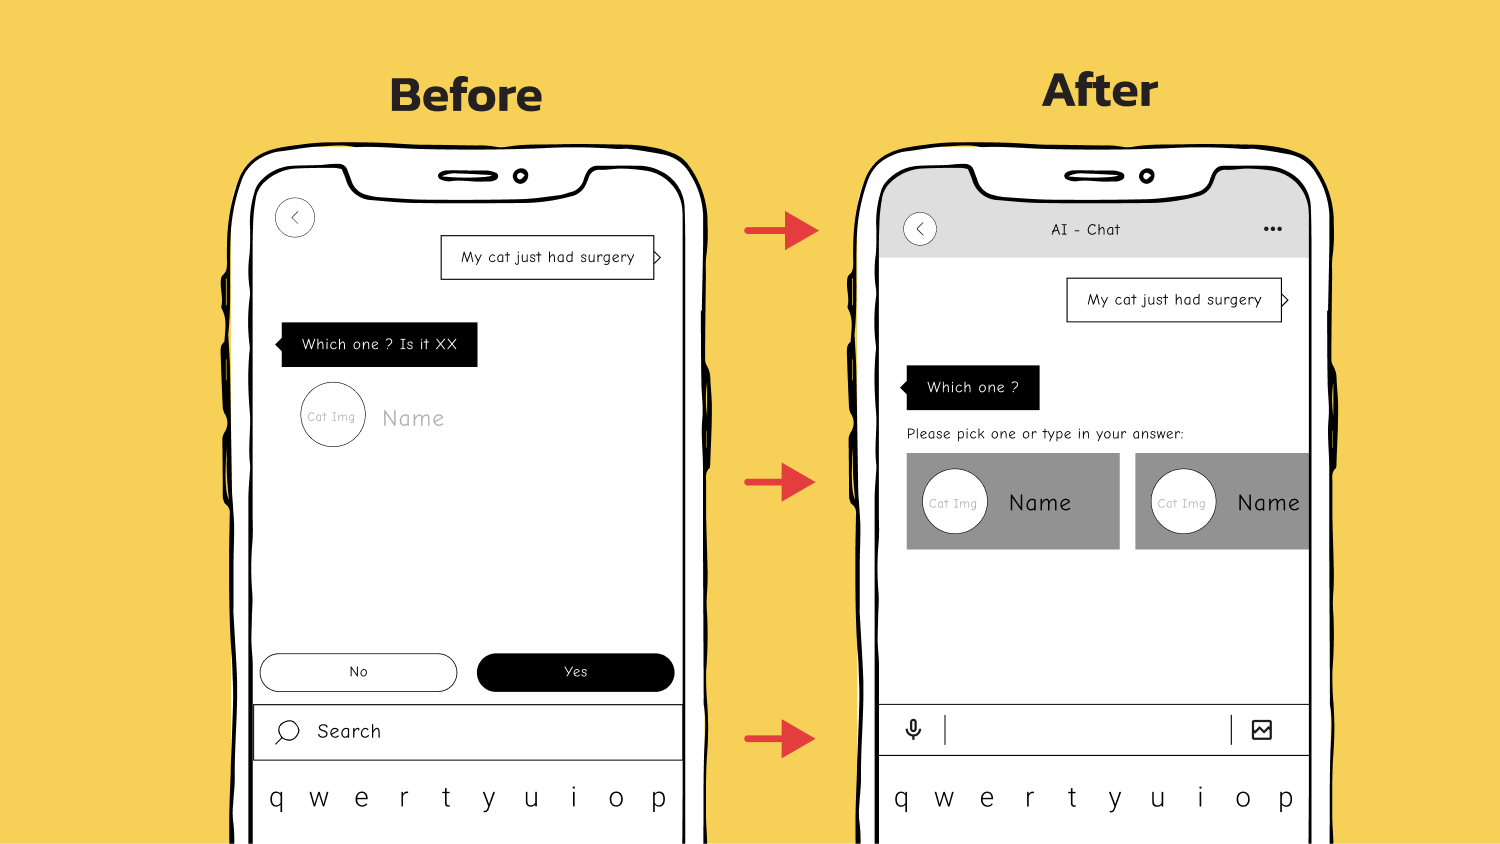 Before
My cat just had surgery
Which one ? Is it XX
Cat Img
Name
No
Yes
Search
q w e r t y u i o p
After
AI - Chat
My cat just had surgery
Which one ?
Please pick one or type in your answer:
Cat Img
Name
Cat Img
Name
q w e r t y u i o p